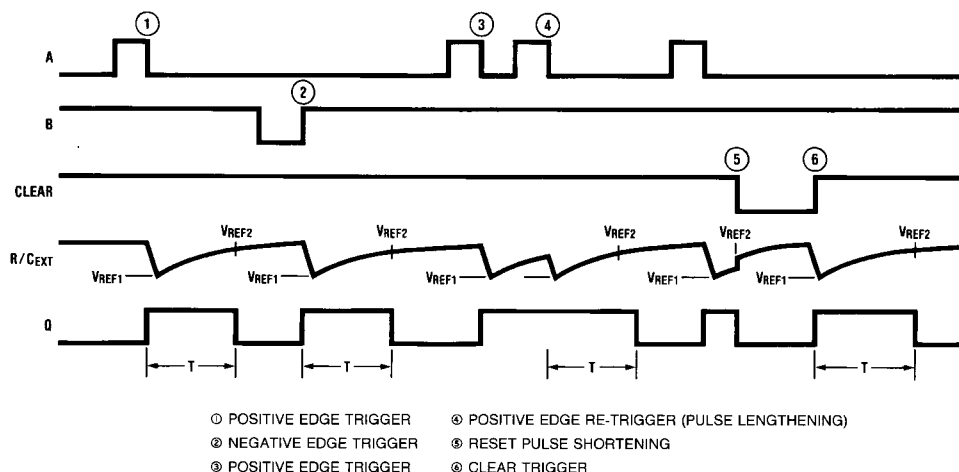 ① ③ ④
A
②
B
⑤ ⑥
CLEAR
VREF2 VREF2 VREF2 VREF2 VREF2
R/CEXT
VREF1 VREF1 VREF1 VREF1 VREF1
Q
T T T T
① POSITIVE EDGE TRIGGER
② NEGATIVE EDGE TRIGGER
③ POSITIVE EDGE TRIGGER
④ POSITIVE EDGE RE-TRIGGER (PULSE LENGTHENING)
⑤ RESET PULSE SHORTENING
⑥ CLEAR TRIGGER